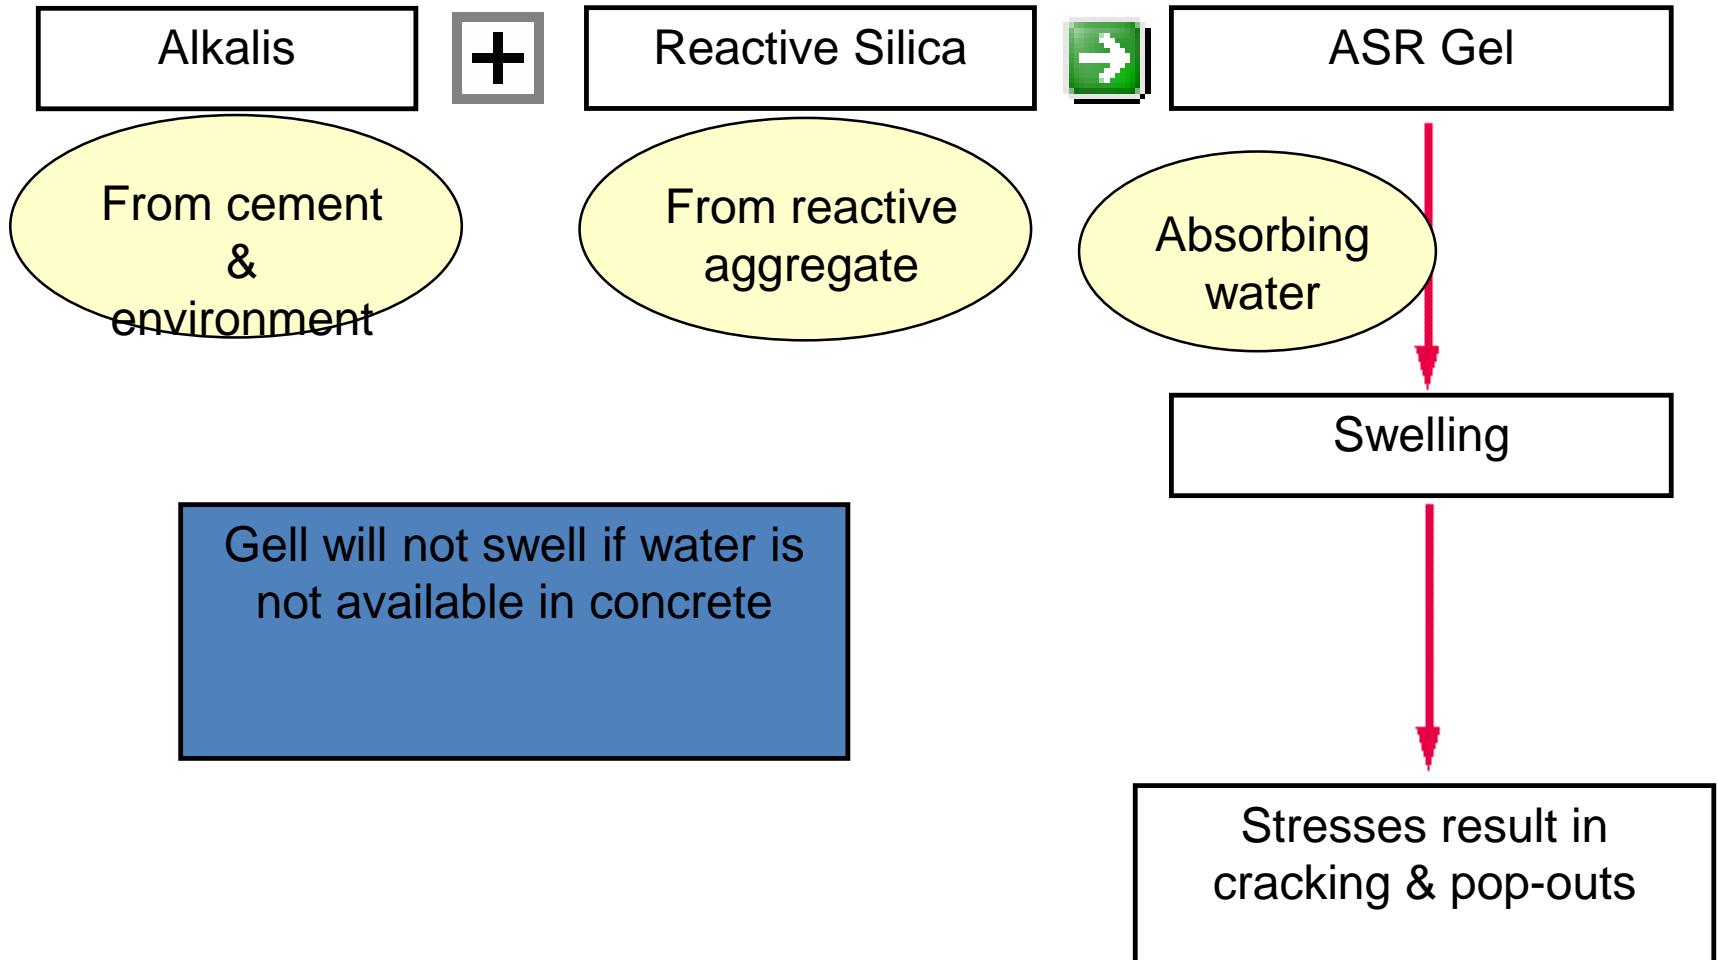 Alkalis
+
Reactive Silica
ASR Gel
From cement
&
environment
From reactive
aggregate
Absorbing
water
Swelling
Gell will not swell if water is
not available in concrete
Stresses result in
cracking & pop-outs